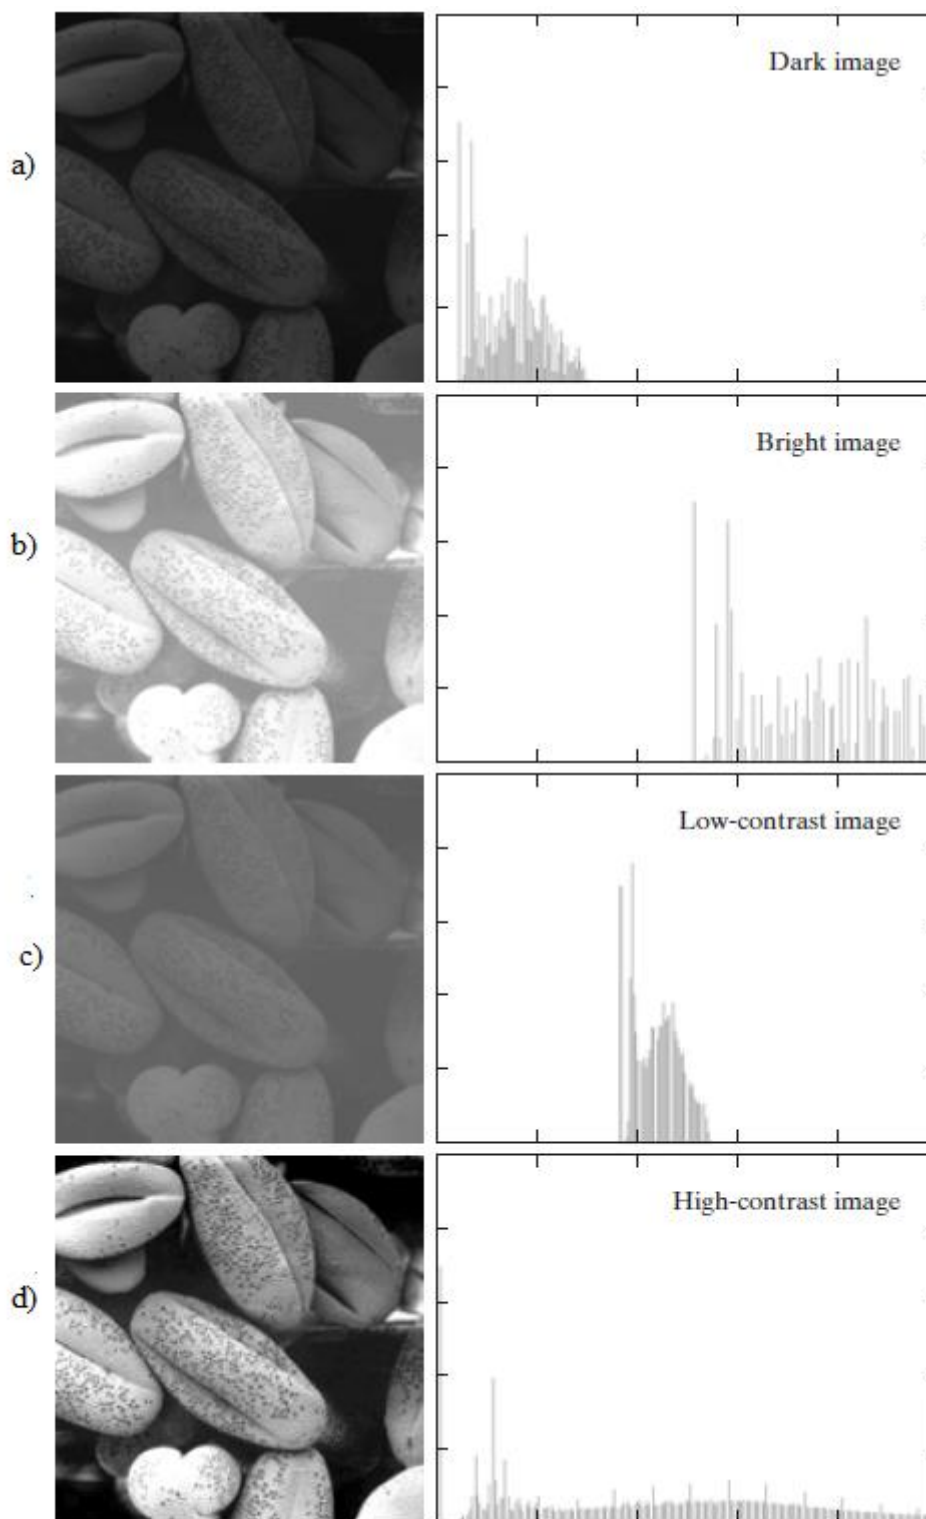 a)
Dark image
b)
Bright image
c)
Low-contrast image
d)
High-contrast image